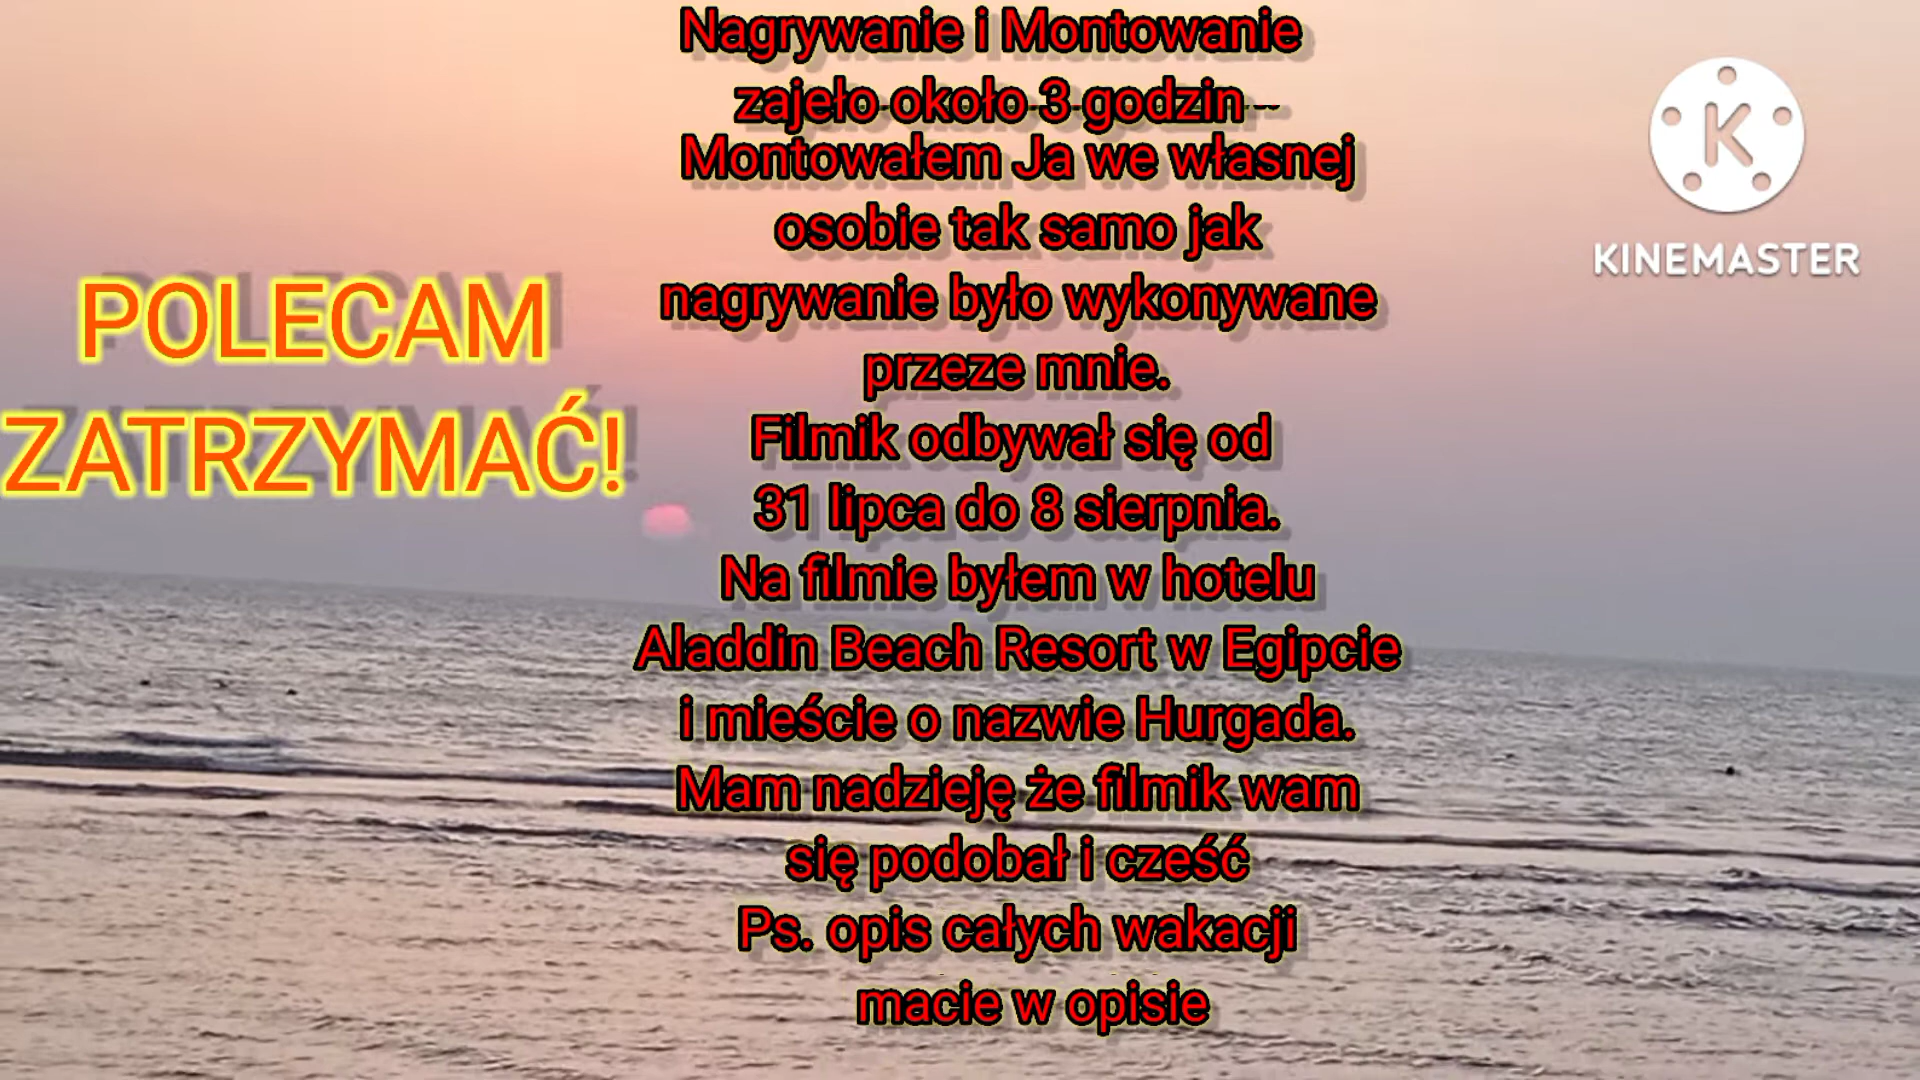 POLECAM
ZATRZYMAĆ!
Nagrywanie i Montowanie
zajeło około 3 godzin
Montowałem Ja we własnej
osobie tak samo jak
nagrywanie było wykonywane
przeze mnie.
Filmik odbywał się od
31 lipca do 8 sierpnia.
Na filmie byłem w hotelu
Aladdin Beach Resort w Egipcie
i mieście o nazwie Hurgada.
Mam nadzieję że filmik wam
się podobał i cześć
Ps. opis całych wakacji
macie w opisie
K
KINEMASTER